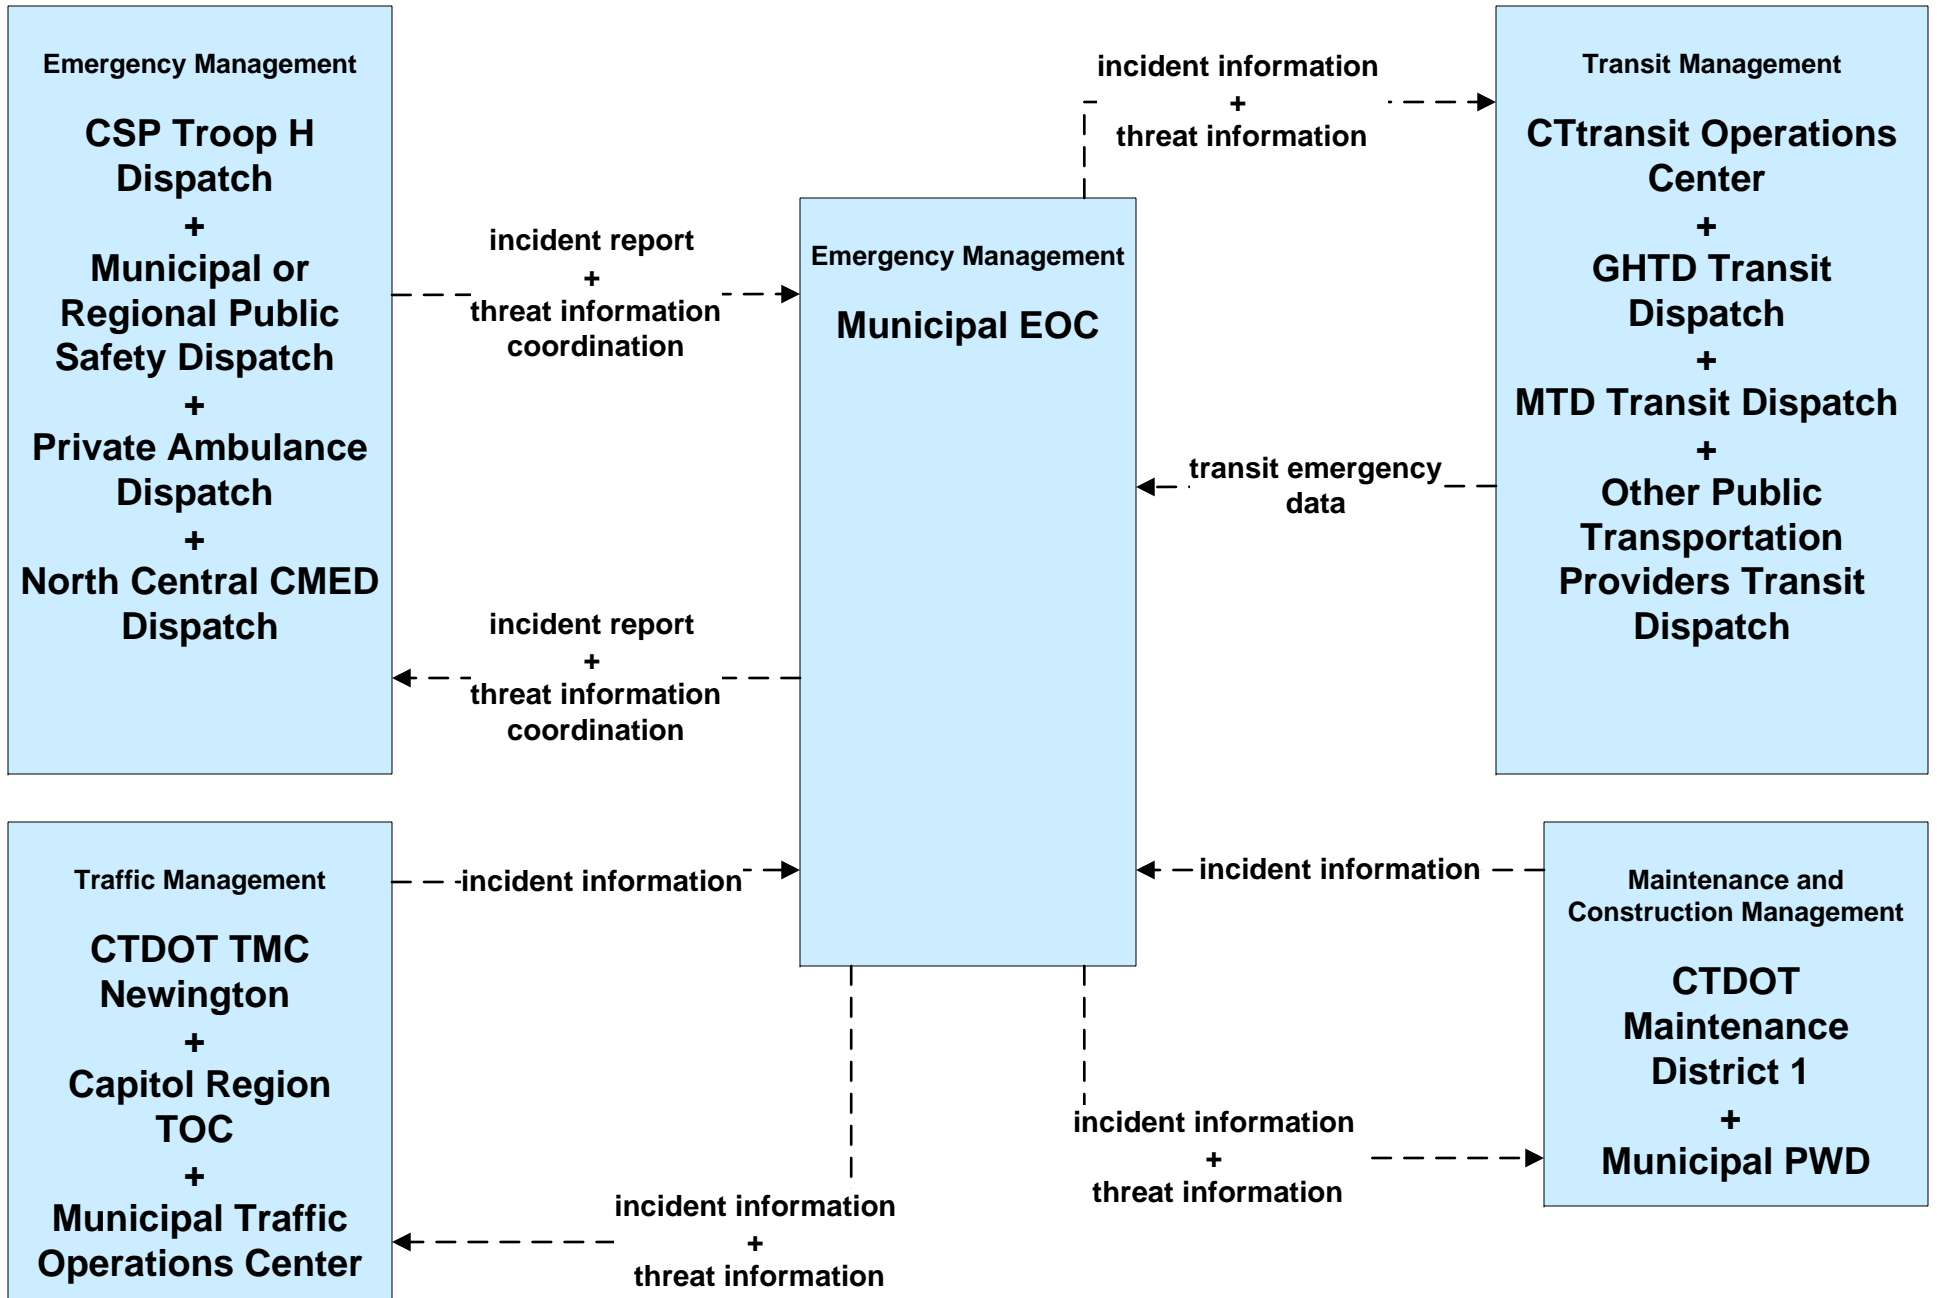 Emergency Management
CSP Troop H
Dispatch
+
Municipal or
Regional Public
Safety Dispatch
+
Private Ambulance
Dispatch
+
North Central CMED
Dispatch
incident report
+
threat information
coordination
incident report
+
threat information
coordination
Emergency Management
Municipal EOC
incident information
+
threat information
transit emergency
data
Transit Management
CTtransit Operations
Center
+
GHTD Transit
Dispatch
+
MTD Transit Dispatch
+
Other Public
Transportation
Providers Transit
Dispatch
Traffic Management
CTDOT TMC
Newington
+
Capitol Region
TOC
+
Municipal Traffic
Operations Center
incident information
incident information
+
threat information
incident information
incident information
+
threat information
Maintenance and
Construction Management
CTDOT
Maintenance
District 1
+
Municipal PWD